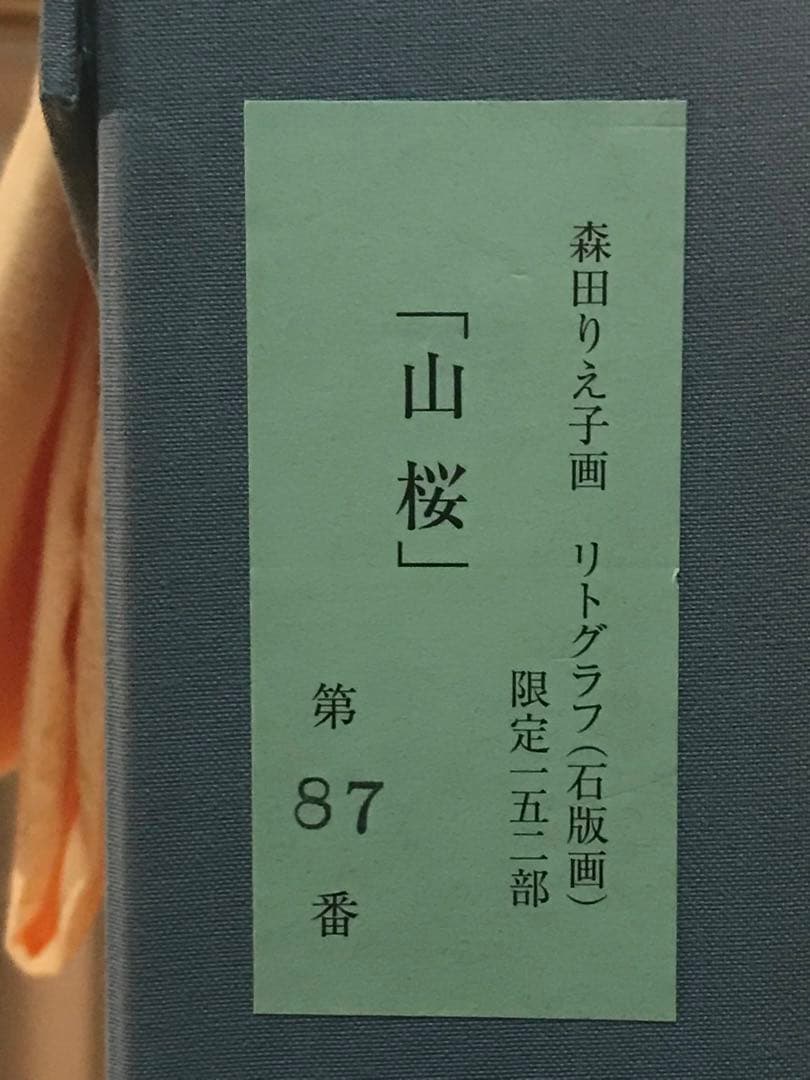 森田りえ子画　リトグラフ（石版画）
限定一五二部
「山桜」
第
87
番